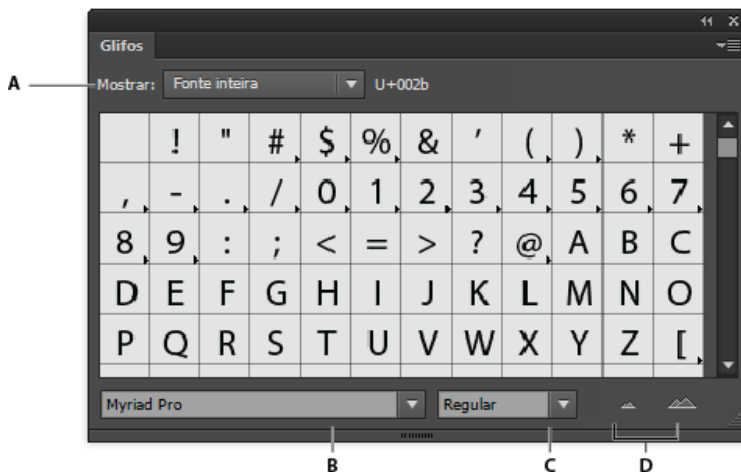 Glifos
A Mostrar: Fonte inteira U+002b
! " # $ % & ' ( ) * +
, - . / 0 1 2 3 4 5 6 7
8 9 : ; < = > ? @ A B C
D E F G H I J K L M N O
P Q R S T U V W X Y Z [
Myriad Pro Regular
B C D